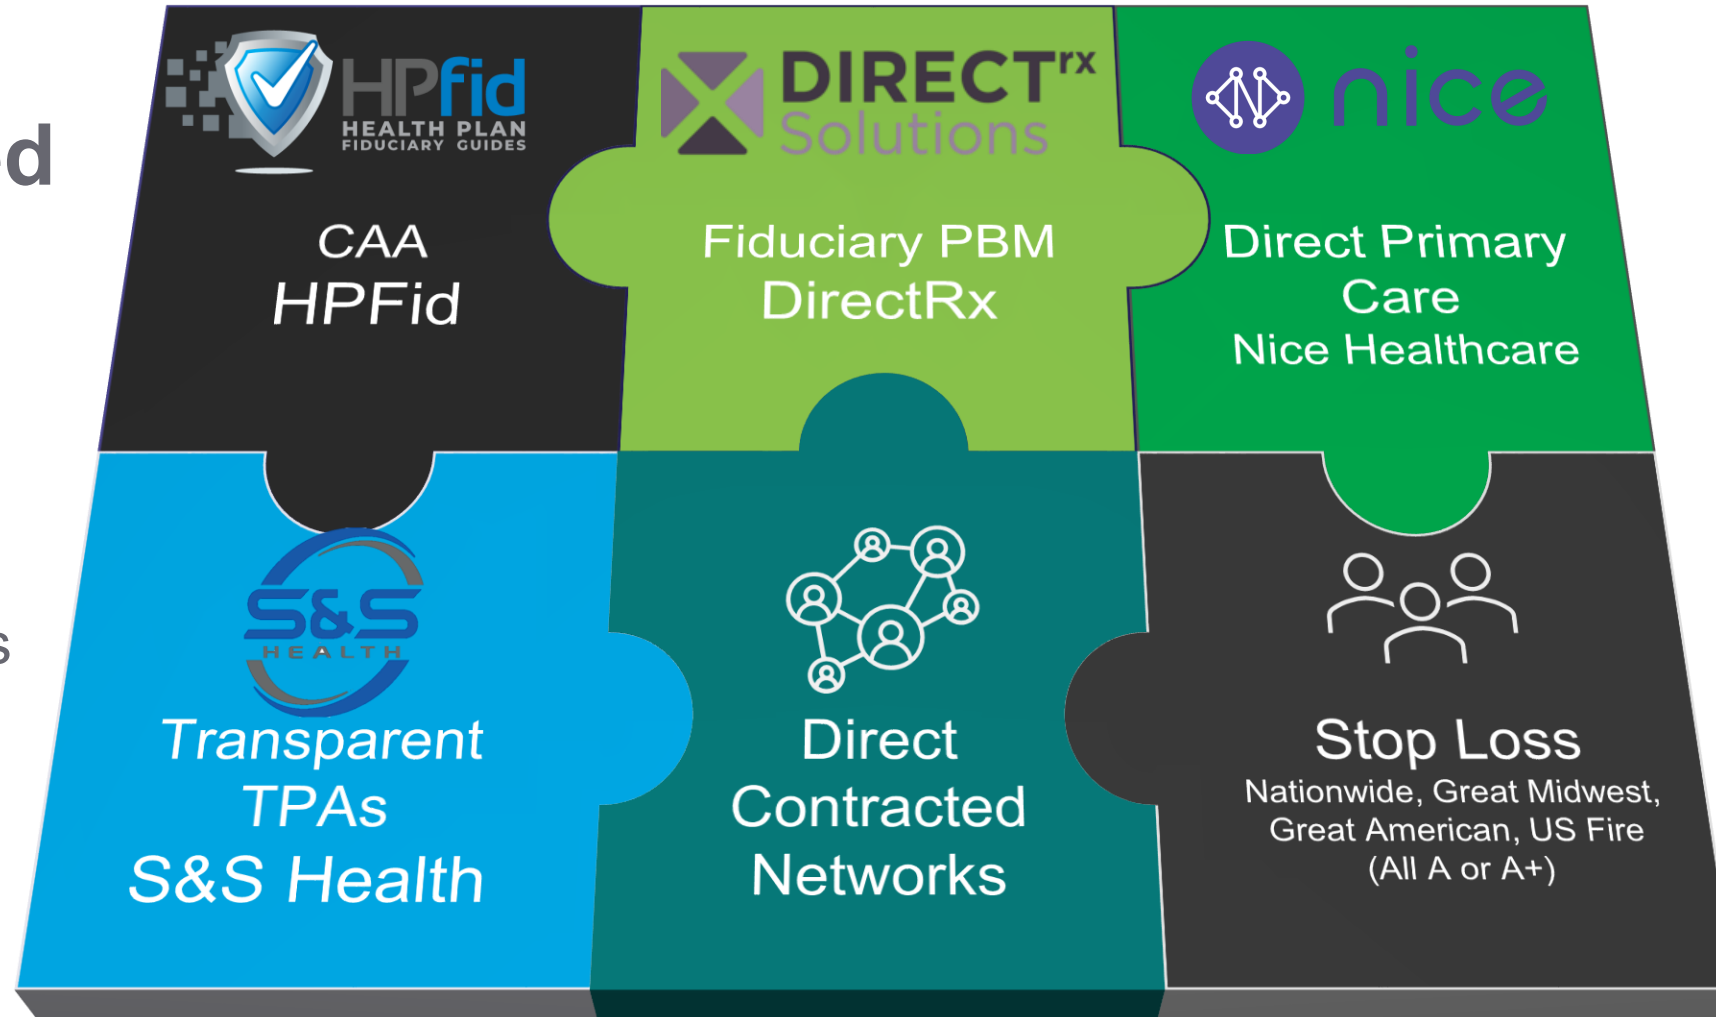 HPfid
HEALTH PLAN
FIDUCIARY GUIDES
CAA
HPFid
DIRECTrx
Solutions
Fiduciary PBM
DirectRx
N nice
Direct Primary
Care
Nice Healthcare
S&S
HEALTH
Transparent
TPAs
S&S Health
Direct
Contracted
Networks
Stop Loss
Nationwide, Great Midwest,
Great American, US Fire
(All A or A+)